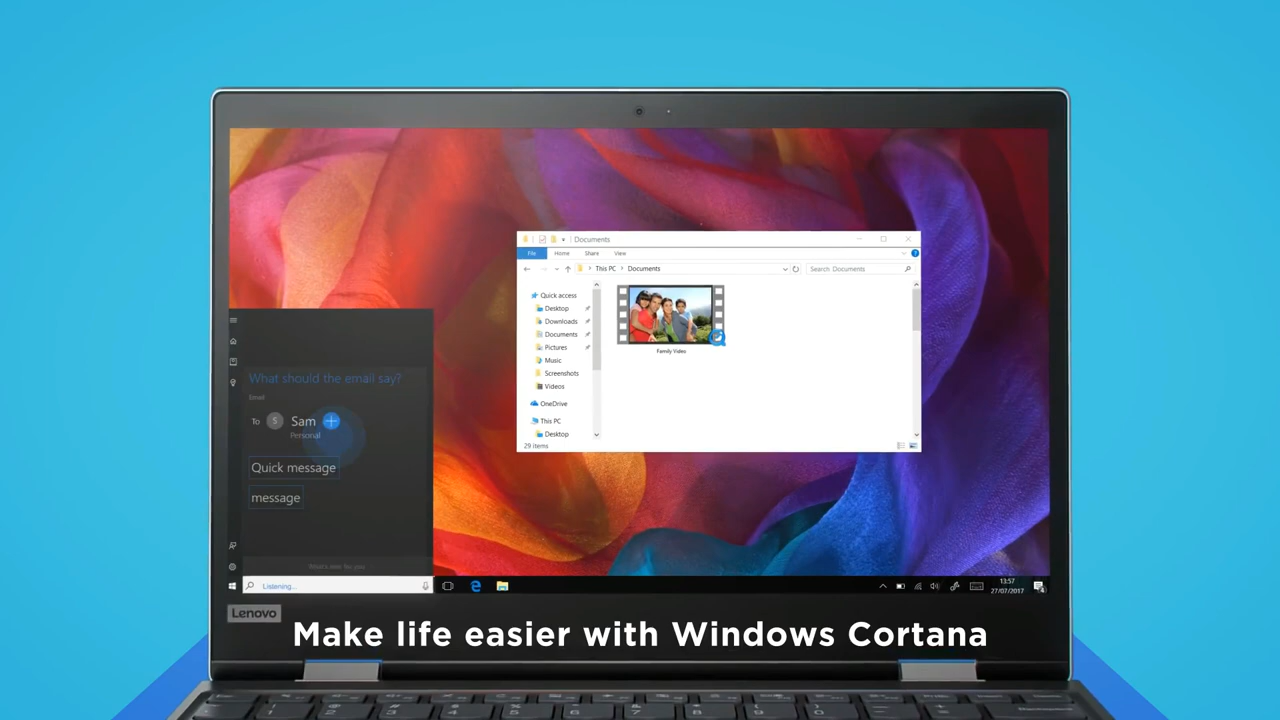 Documents
File Home Share View
This PC > Documents
Search Documents
Quick access
Desktop
Downloads
Documents
Pictures
Music
Screenshots
Videos
OneDrive
This PC
Desktop
29 items
Family Video
What should the email say?
Email
To S Sam
Personal
Quick message
message
Listening...
13:57
27/07/2017
Lenovo
Make life easier with Windows Cortana